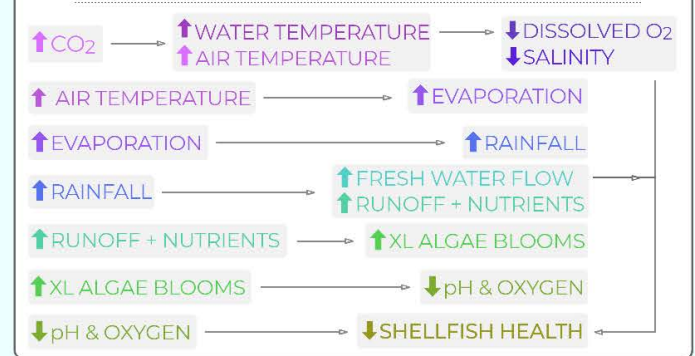 CO₂
WATER TEMPERATURE
AIR TEMPERATURE
DISSOLVED O₂
SALINITY
AIR TEMPERATURE
EVAPORATION
EVAPORATION
RAINFALL
RAINFALL
FRESH WATER FLOW
RUNOFF + NUTRIENTS
RUNOFF + NUTRIENTS
XL ALGAE BLOOMS
XL ALGAE BLOOMS
pH & OXYGEN
pH & OXYGEN
SHELLFISH HEALTH